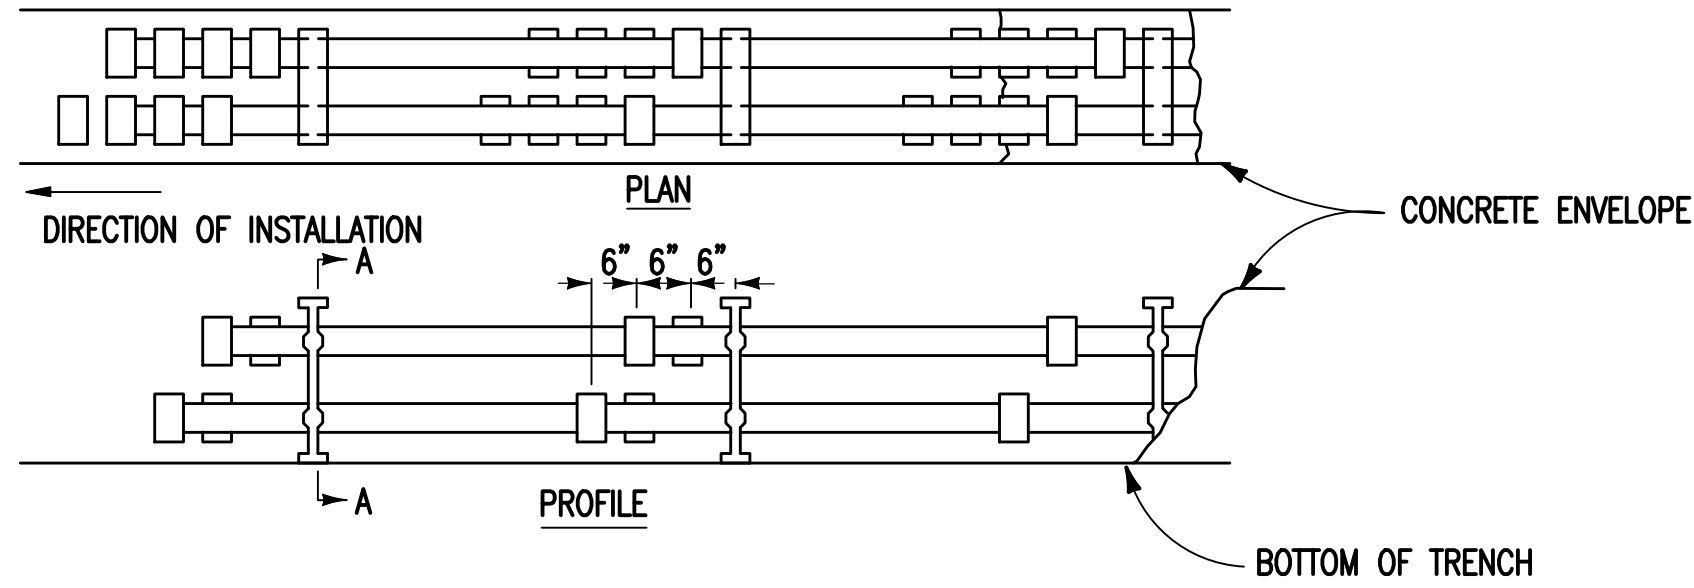 PLAN
CONCRETE ENVELOPE
DIRECTION OF INSTALLATION
A
6" 6" 6"
A
PROFILE
BOTTOM OF TRENCH